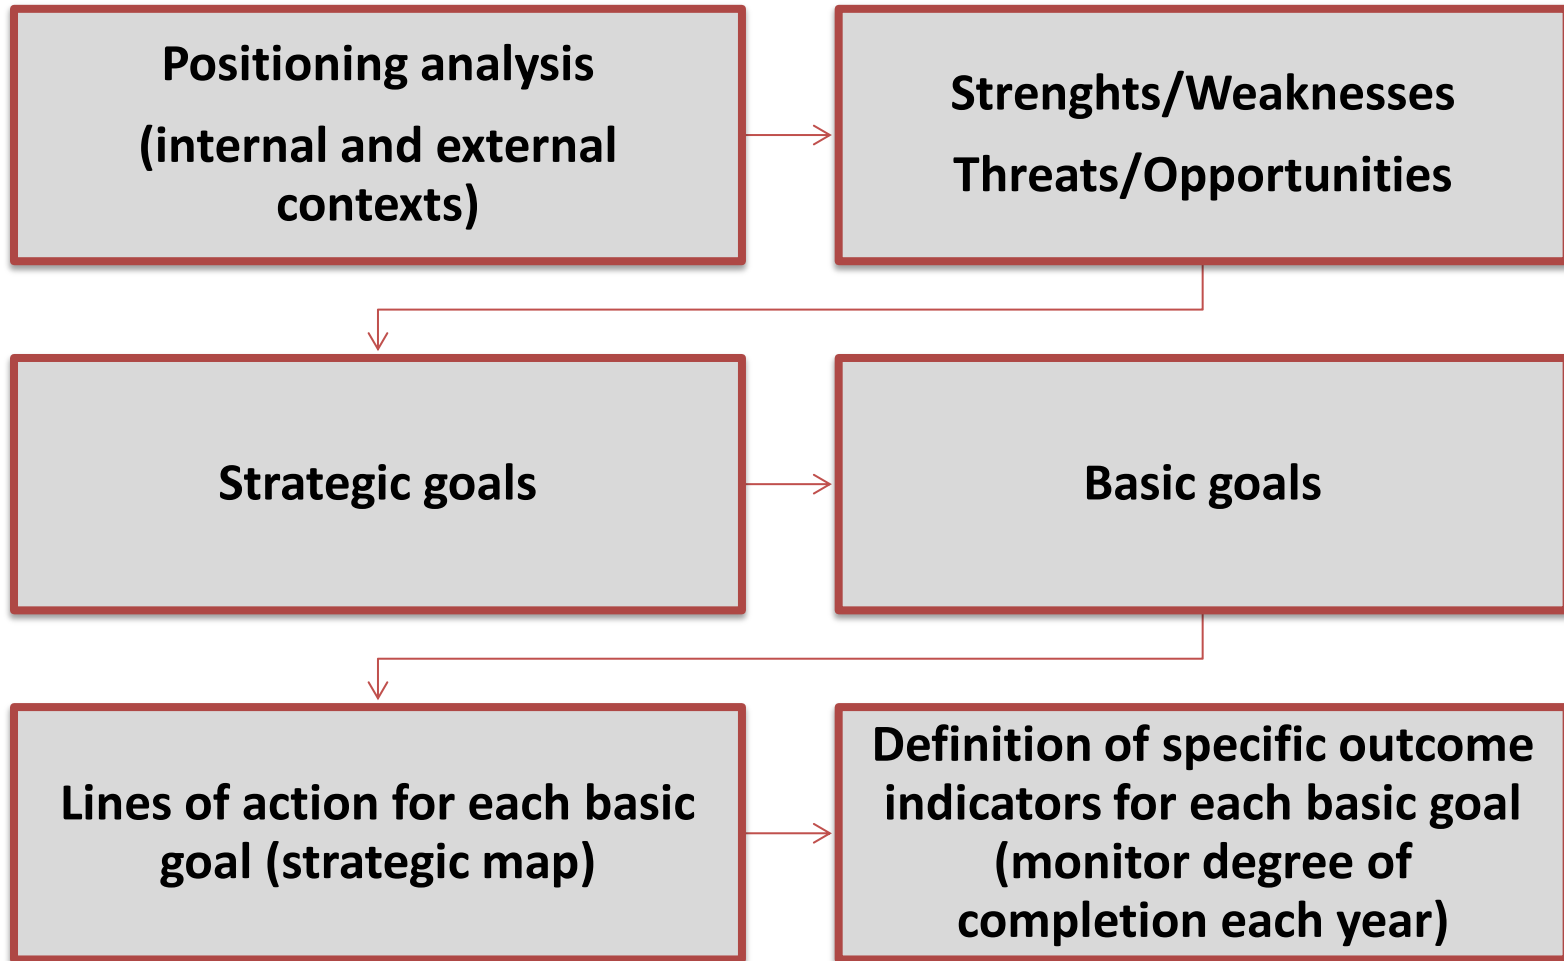 Positioning analysis
(internal and external
contexts)
Strenghts/Weaknesses
Threats/Opportunities
Strategic goals
Basic goals
Lines of action for each basic
goal (strategic map)
Definition of specific outcome
indicators for each basic goal
(monitor degree of
completion each year)